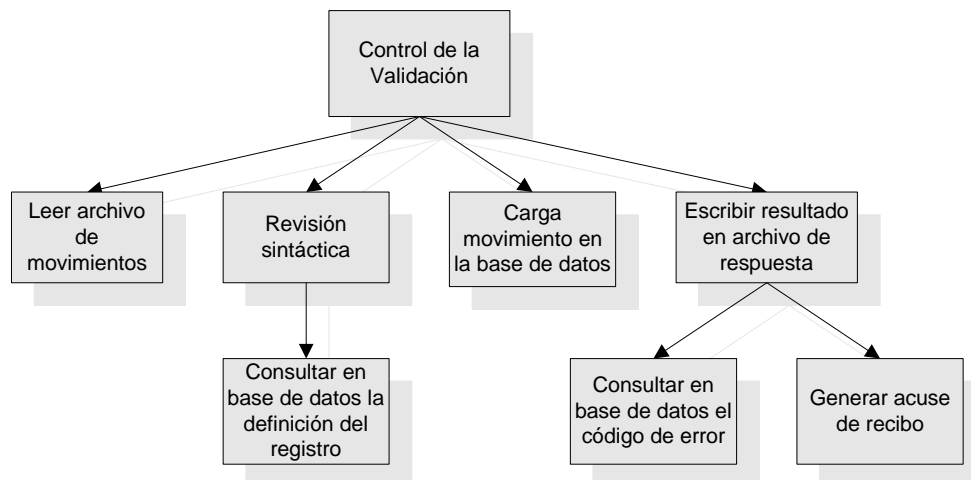 Control de la
Validación
Leer archivo
de
movimientos
Revisión
sintáctica
Carga
movimiento en
la base de datos
Escribir resultado
en archivo de
respuesta
Consultar en
base de datos la
definición del
registro
Consultar en
base de datos el
código de error
Generar acuse
de recibo